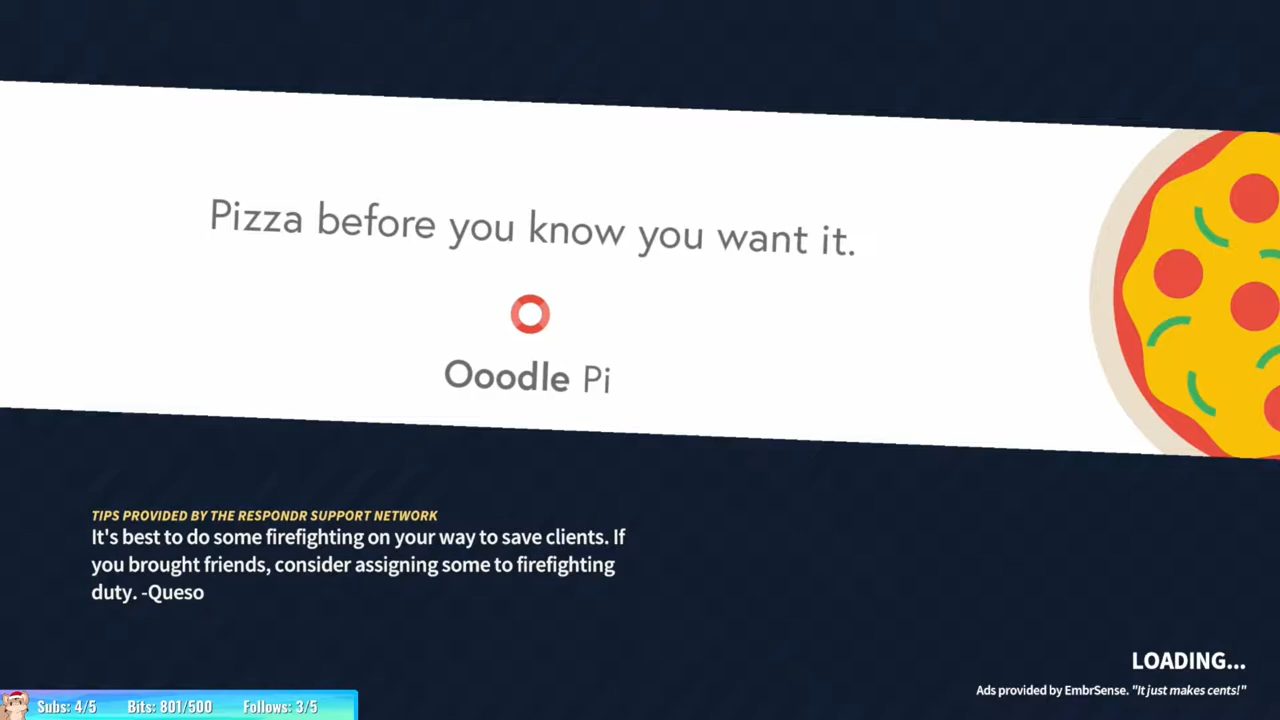 Pizza before you know you want it.
Ooodle Pi
TIPS PROVIDED BY THE RESPONDR SUPPORT NETWORK
It's best to do some firefighting on your way to save clients. If
you brought friends, consider assigning some to firefighting
duty. -Queso
LOADING...
Ads provided by EmbrSense. "It just makes cents!"
Subs: 4/5 Bits: 801/500 Follows: 3/5